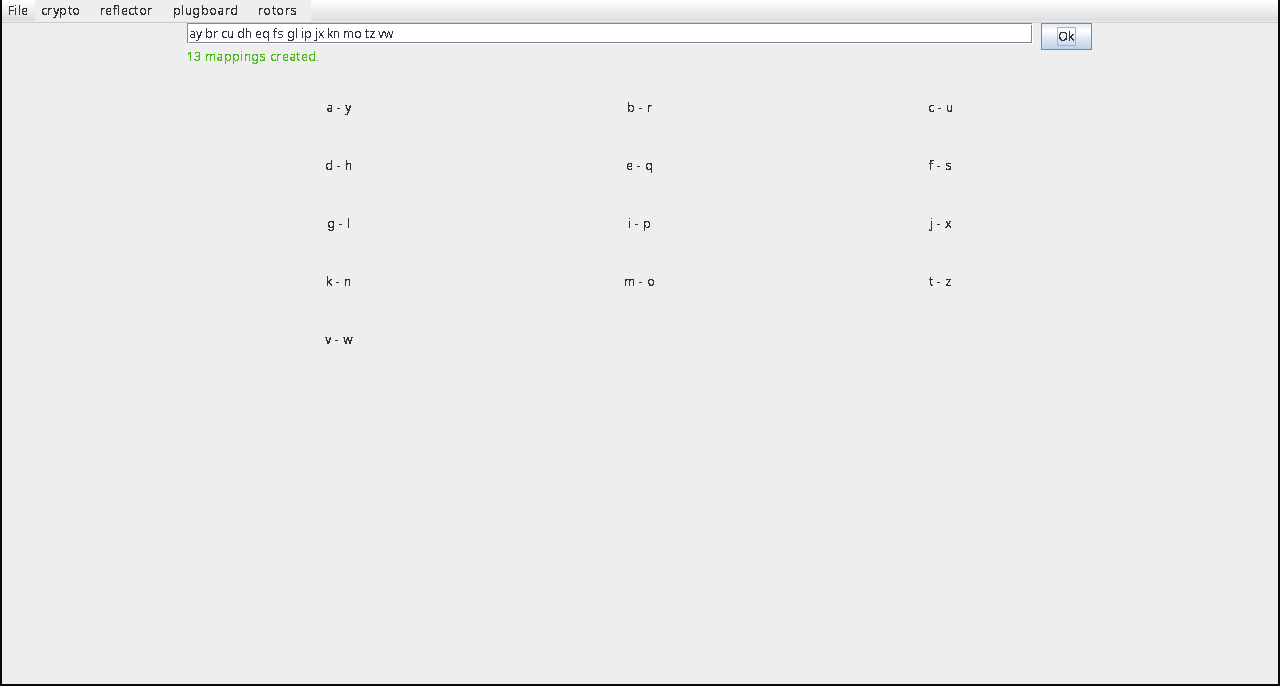 File crypto reflector plugboard rotors
ay br cu dh eq fs gl ip jx kn mo tz vw Ok
13 mappings created.
a - y b - r c - u
d - h e - q f - s
g - l i - p j - x
k - n m - o t - z
v - w